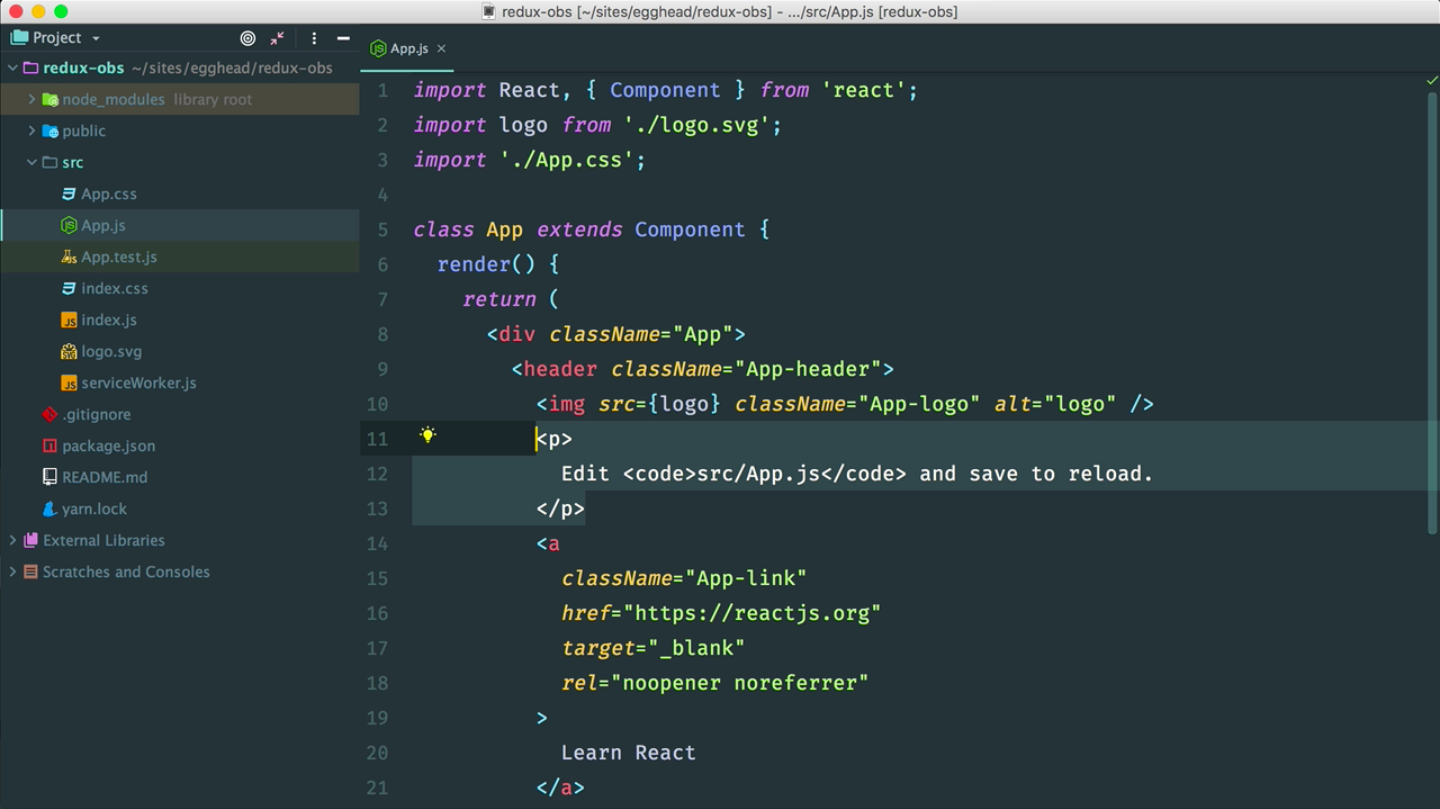 redux-obs [~/sites/egghead/redux-obs] - .../src/App.js [redux-obs]
Project
redux-obs ~/sites/egghead/redux-obs
node_modules library root
public
src
App.css
App.js
App.test.js
index.css
index.js
logo.svg
serviceWorker.js
.gitignore
package.json
README.md
yarn.lock
External Libraries
Scratches and Consoles
App.js
1 import React, { Component } from 'react';
2 import logo from './logo.svg';
3 import './App.css';
4
5 class App extends Component {
6 render() {
7 return (
8 <div className="App">
9 <header className="App-header">
10 <img src={logo} className="App-logo" alt="logo" />
11 <p>
12 Edit <code>src/App.js</code> and save to reload.
13 </p>
14 <a
15 className="App-link"
16 href="https://reactjs.org"
17 target="_blank"
18 rel="noopener noreferrer"
19 >
20 Learn React
21 </a>